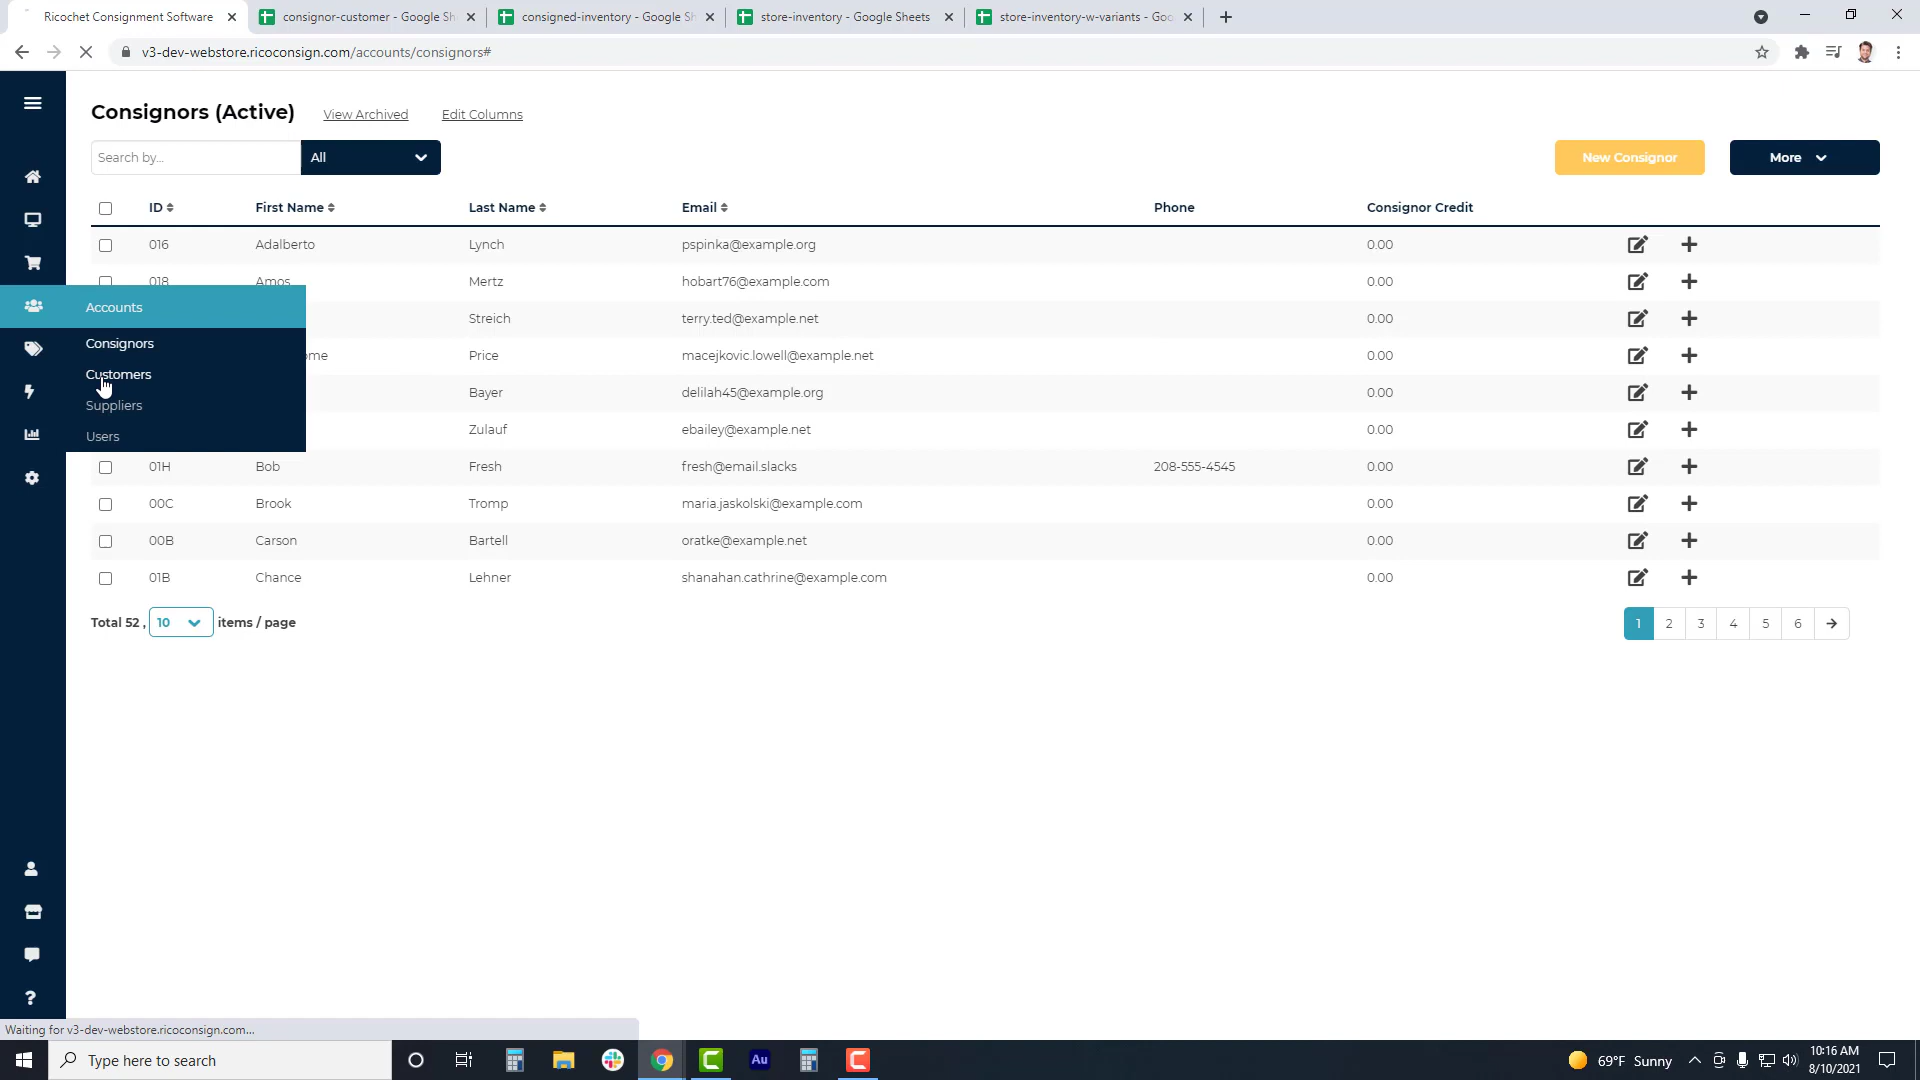 Ricochet Consignment Software
consignor-customer - Google Sh
consigned-inventory - Google Sh
store-inventory - Google Sheets
store-inventory-w-variants - Goo
v3-dev-webstore.ricoconsign.com/accounts/consignors#
Consignors (Active)
View Archived
Edit Columns
Search by...
All
New Consignor
More
ID First Name Last Name Email Phone Consignor Credit
016 Adalberto Lynch pspinka@example.org 0.00
018 Amos Mertz hobart76@example.com 0.00
Accounts
Streich terry.ted@example.net 0.00
Consignors
ome Price macejkovic.lowell@example.net 0.00
Customers
Bayer delilah45@example.org 0.00
Suppliers
Zulauf ebailey@example.net 0.00
Users
01H Bob Fresh fresh@email.slacks 208-555-4545 0.00
00C Brook Tromp maria.jaskolski@example.com 0.00
00B Carson Bartell oratke@example.net 0.00
01B Chance Lehner shanahan.cathrine@example.com 0.00
Total 52 , 10 items / page
1 2 3 4 5 6
Waiting for v3-dev-webstore.ricoconsign.com...
Type here to search
Au
69°F Sunny
10:16 AM
8/10/2021